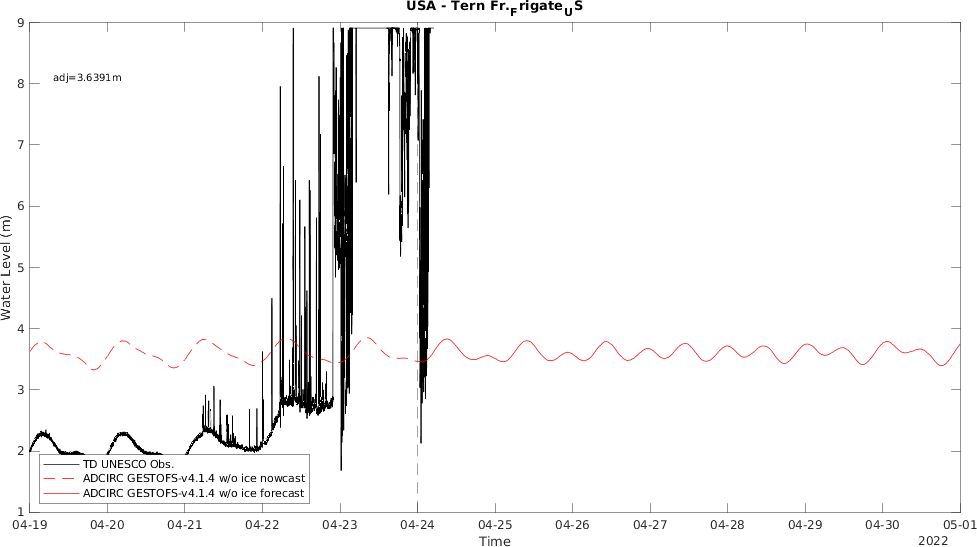 USA - Tern Fr.FrigateUS
adj=3.6391m
9
8
7
6
5
4
3
2
1
Water Level (m)
TD UNESCO Obs.
ADCIRC GESTOFS-v4.1.4 w/o ice nowcast
ADCIRC GESTOFS-v4.1.4 w/o ice forecast
04-19 04-20 04-21 04-22 04-23 04-24 04-25 04-26 04-27 04-28 04-29 04-30 05-01
Time
2022